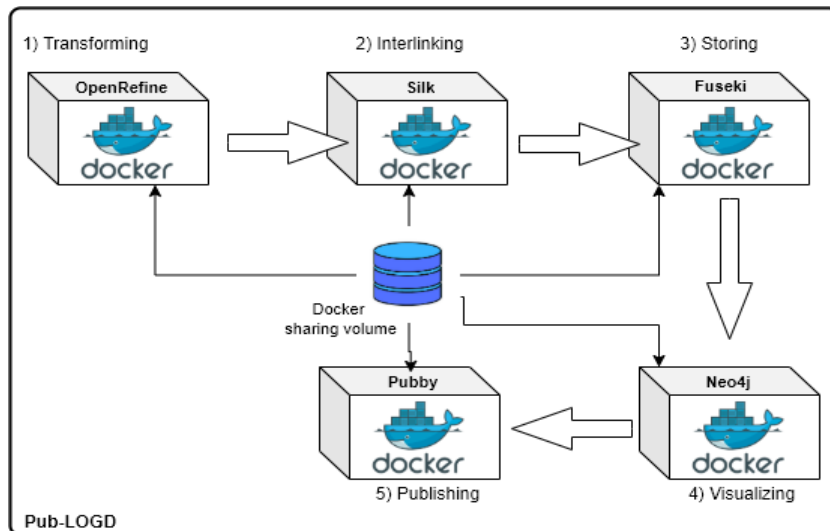 1) Transforming
2) Interlinking
3) Storing
OpenRefine
Silk
Fuseki
docker
docker
docker
Docker
sharing volume
Pubby
Neo4j
docker
docker
5) Publishing
4) Visualizing
Pub-LOGD